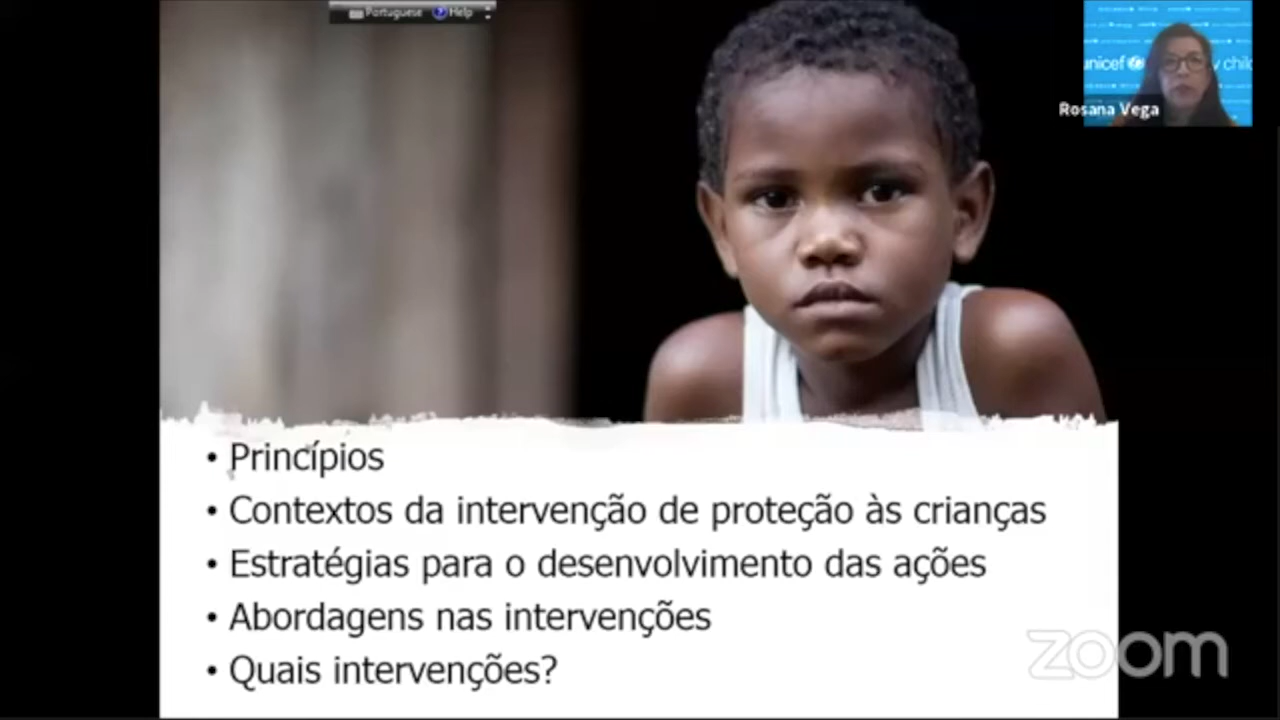 Portuguese Help
unicef
Rosana Vega
• Princípios
• Contextos da intervenção de proteção às crianças
• Estratégias para o desenvolvimento das ações
• Abordagens nas intervenções
• Quais intervenções?
zoom